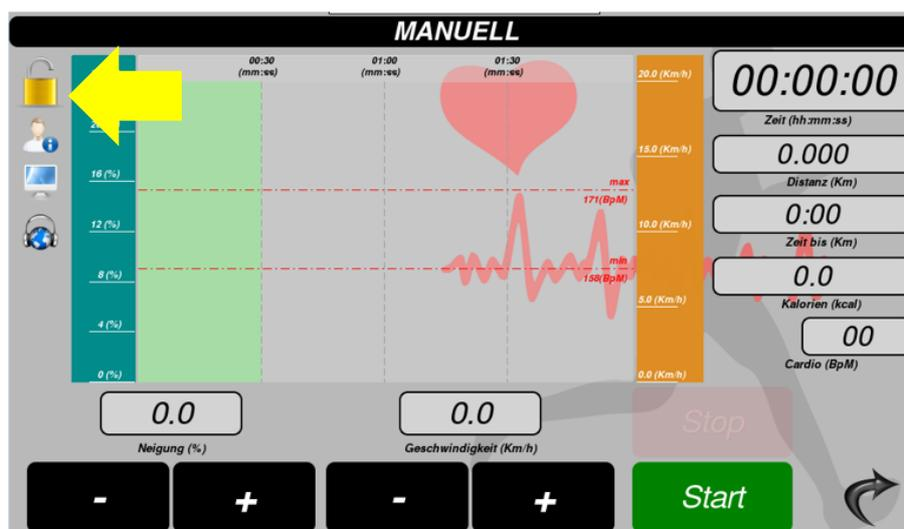 MANUELL
00:30
(mm:ss)
01:00
(mm:ss)
01:30
(mm:ss)
16 (%)
12 (%)
8 (%)
4 (%)
0 (%)
max
171(BpM)
min
158(BpM)
20.0 (Km/h)
15.0 (Km/h)
10.0 (Km/h)
5.0 (Km/h)
0.0 (Km/h)
00:00:00
Zeit (hh:mm:ss)
0.000
Distanz (Km)
0:00
Zeit bis (Km)
0.0
Kalorien (kcal)
00
Cardio (BpM)
0.0
Neigung (%)
0.0
Geschwindigkeit (Km/h)
Stop
- + - +
Start